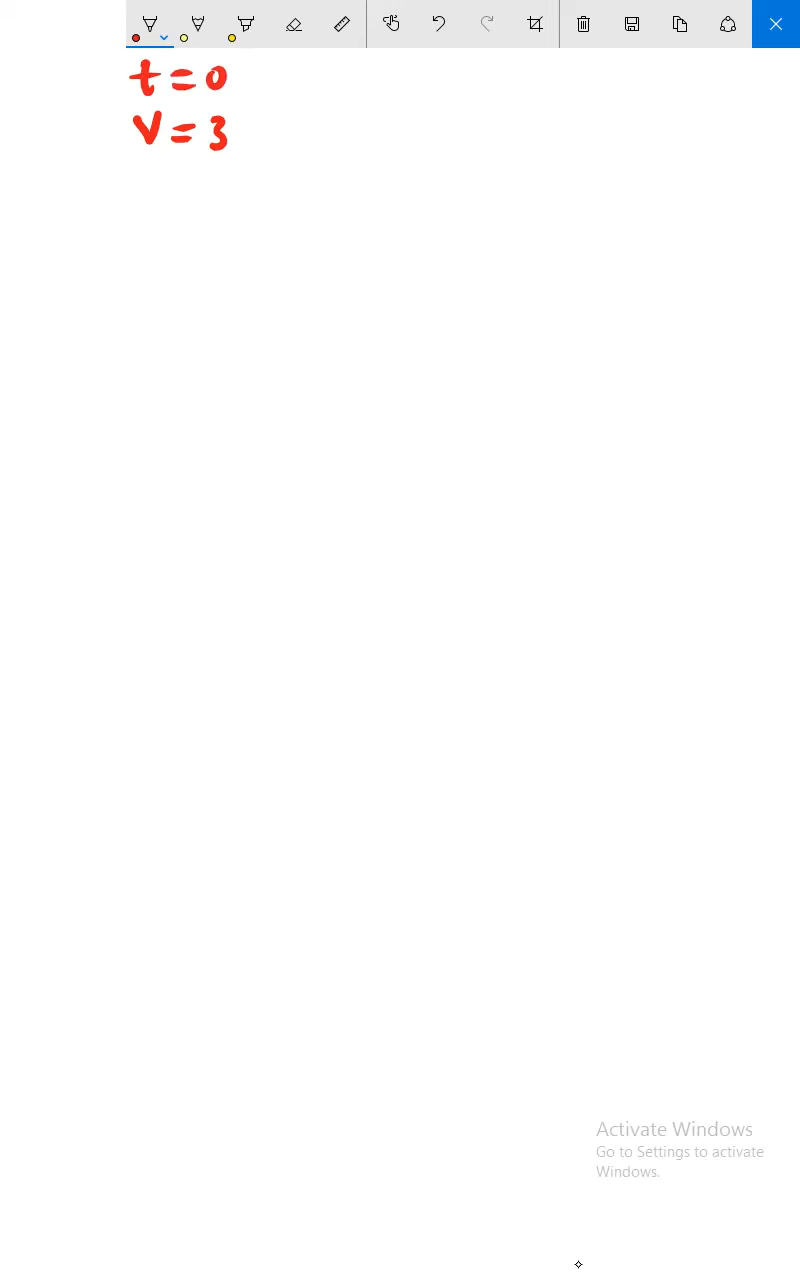 t = 0
V = 3
Activate Windows
Go to Settings to activate
Windows.